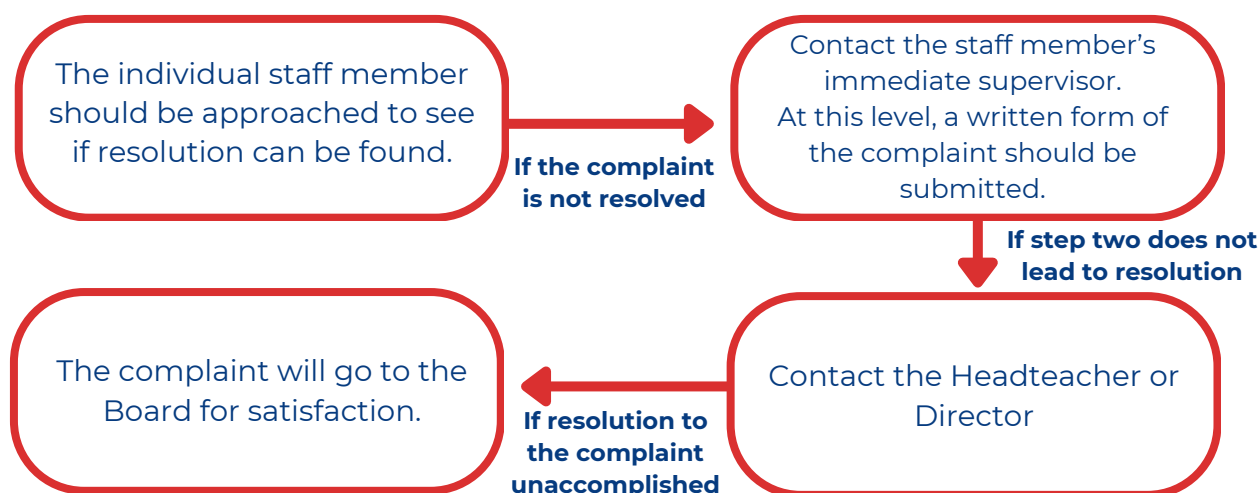 The individual staff member
should be approached to see
if resolution can be found.
If the complaint
is not resolved
Contact the staff member’s
immediate supervisor.
At this level, a written form of
the complaint should be
submitted.
If step two does not
lead to resolution
Contact the Headteacher or
Director
If resolution to
the complaint
unaccomplished
The complaint will go to the
Board for satisfaction.